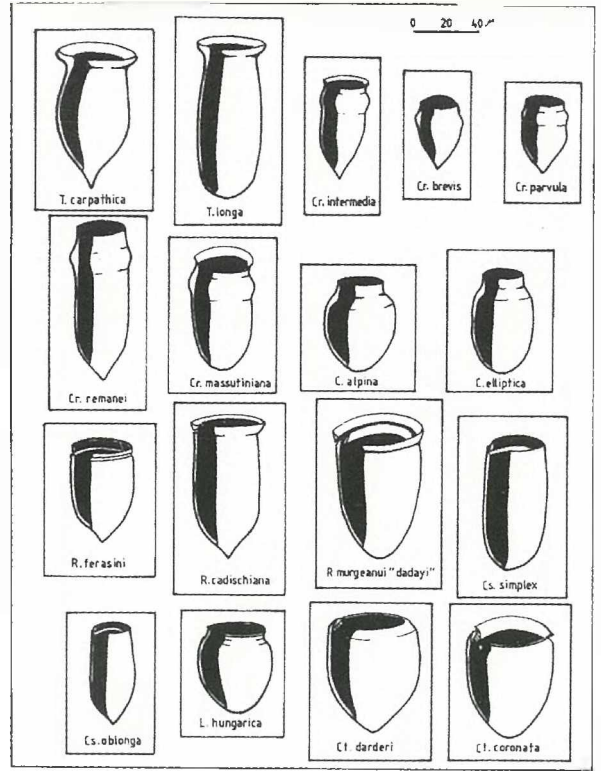 0 20 40 µ
T. carpathica
T. longa
Cr. intermedia
Cr. brevis
Cr. parvula
Cr. remanei
Cr. massutiniana
C. alpina
C. elliptica
R. ferasini
R. cadischiana
R murgeanui "dadayi"
Cs. simplex
Cs. oblonga
L. hungarica
Ct. darderi
Ct. coronata